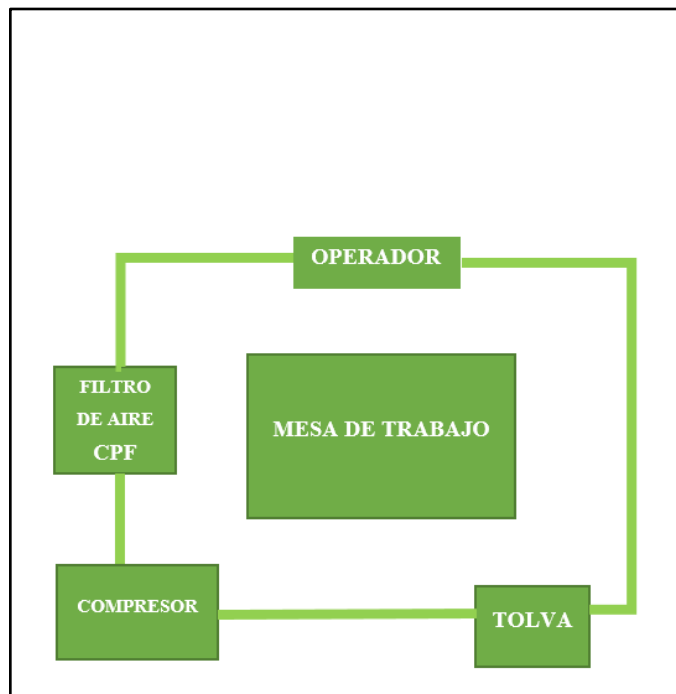 OPERADOR
FILTRO
DE AIRE
CPF
MESA DE TRABAJO
COMPRESOR
TOLVA